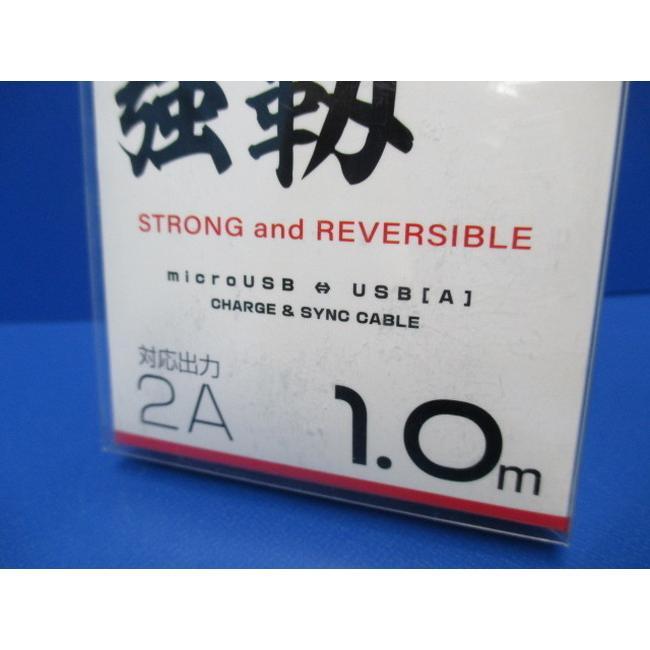 強靭
STRONG and REVERSIBLE
microUSB ⇔ USB[A]
CHARGE & SYNC CABLE
対応出力
2A
1.0m